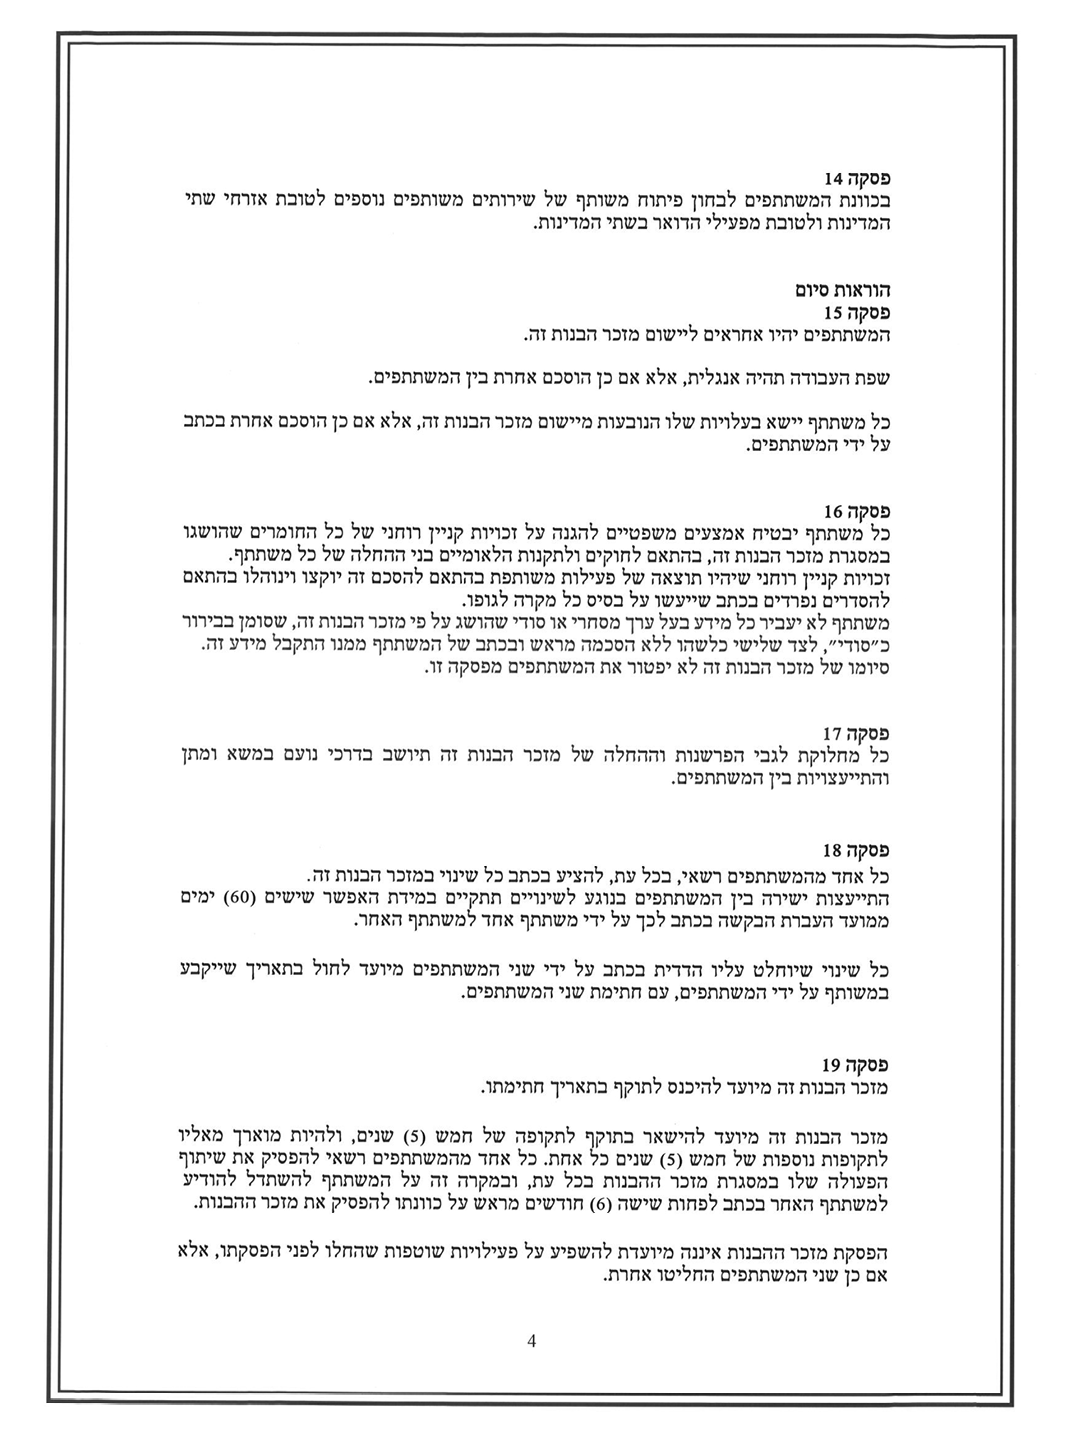 פסקה 14
בכוונת המשתתפים לבחון פיתוח משותף של שירותים משותפים נוספים לטובת אזרחי שתי
המדינות ולטובת מפעילי הדואר בשתי המדינות.
הוראות סיום
פסקה 15
המשתתפים יהיו אחראים ליישום מזכר הבנות זה.
שפת העבודה תהיה אנגלית, אלא אם כן הוסכם אחרת בין המשתתפים.
כל משתתף יישא בעלויות שלו הנובעות מיישום מזכר הבנות זה, אלא אם כן הוסכם אחרת בכתב
על ידי המשתתפים.
פסקה 16
כל משתתף יבטיח אמצעים משפטיים להגנה על זכויות קניין רוחני של כל החומרים שהושגו
במסגרת מזכר הבנות זה, בהתאם לחוקים ולתקנות הלאומיים בני ההחלה של כל משתתף.
זכויות קניין רוחני שיהיו תוצאה של פעילות משותפת בהתאם להסכם זה יוקצו וינוהלו בהתאם
להסדרים נפרדים בכתב שייעשו על בסיס כל מקרה לגופו.
משתתף לא יעביר כל מידע בעל ערך מסחרי או סודי שהושג על פי מזכר הבנות זה, שסומן בבירור
כ״סודי״, לצד שלישי כלשהו ללא הסכמה מראש ובכתב של המשתתף ממנו התקבל מידע זה.
סיומו של מזכר הבנות זה לא יפטור את המשתתפים מפסקה זו.
פסקה 17
כל מחלוקת לגבי הפרשנות וההחלה של מזכר הבנות זה תיושב בדרכי נועם במשא ומתן
והתייעצויות בין המשתתפים.
פסקה 18
כל אחד מהמשתתפים רשאי, בכל עת, להציע בכתב כל שינוי במזכר הבנות זה.
התייעצות ישירה בין המשתתפים בנוגע לשינויים תתקיים במידת האפשר שישים (60) ימים
ממועד העברת הבקשה בכתב לכך על ידי משתתף אחד למשתתף האחר.
כל שינוי שיוחלט עליו הדדית בכתב על ידי שני המשתתפים מיועד לחול בתאריך שייקבע
במשותף על ידי המשתתפים, עם חתימת שני המשתתפים.
פסקה 19
מזכר הבנות זה מיועד להיכנס לתוקף בתאריך חתימתו.
מזכר הבנות זה מיועד להישאר בתוקף לתקופה של חמש (5) שנים, ולהיות מוארך מאליו
לתקופות נוספות של חמש (5) שנים כל אחת. כל אחד מהמשתתפים רשאי להפסיק את שיתוף
הפעולה שלו במסגרת מזכר ההבנות בכל עת, ובמקרה זה על המשתתף להשתדל להודיע
למשתתף האחר בכתב לפחות שישה (6) חודשים מראש על כוונתו להפסיק את מזכר ההבנות.
הפסקת מזכר ההבנות איננה מיועדת להשפיע על פעילויות שוטפות שהחלו לפני הפסקתו, אלא
אם כן שני המשתתפים החליטו אחרת.
4